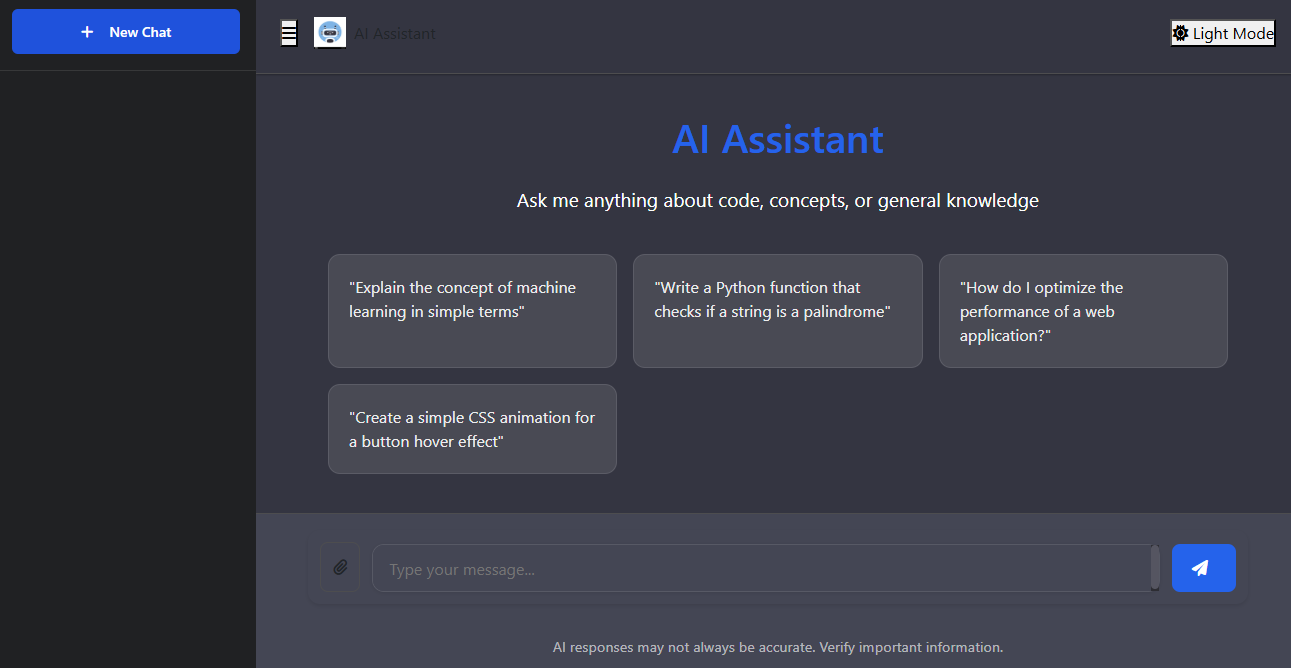 New Chat
AI Assistant
Light Mode
AI Assistant
Ask me anything about code, concepts, or general knowledge
"Explain the concept of machine
learning in simple terms"
"Write a Python function that
checks if a string is a palindrome"
"How do I optimize the
performance of a web
application?"
"Create a simple CSS animation for
a button hover effect"
Type your message...
AI responses may not always be accurate. Verify important information.